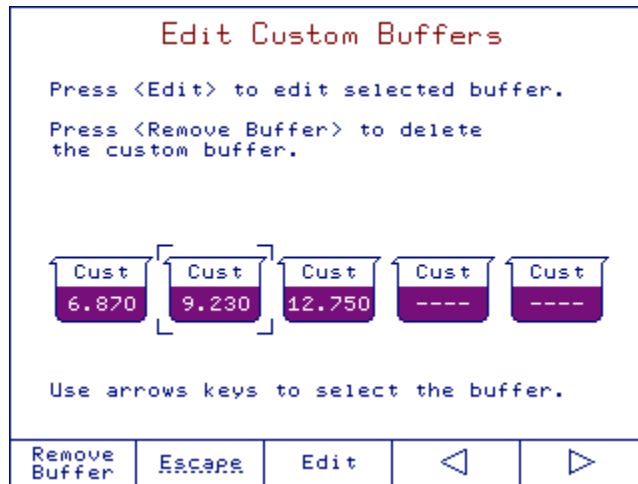 Edit Custom Buffers
Press <Edit> to edit selected buffer.
Press <Remove Buffer> to delete
the custom buffer.
Cust Cust Cust Cust Cust
6.870 9.230 12.750 ---- ----
Use arrows keys to select the buffer.
Remove
Buffer
Escape
Edit